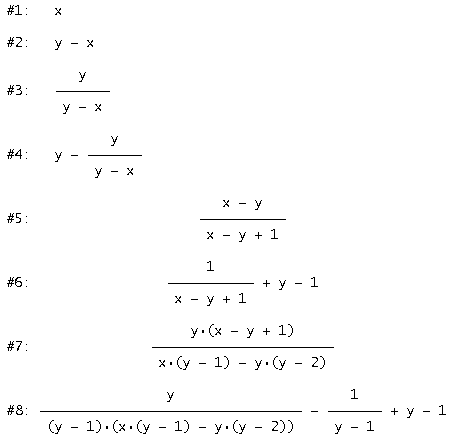 #1: x
#2: y - x
#3: y / (y - x)
#4: y - y / (y - x)
#5: (x - y) / (x - y + 1)
#6: 1 / (x - y + 1) + y - 1
#7: y·(x - y + 1) / (x·(y - 1) - y·(y - 2))
#8: y / ((y - 1)·(x·(y - 1) - y·(y - 2))) - 1 / (y - 1) + y - 1